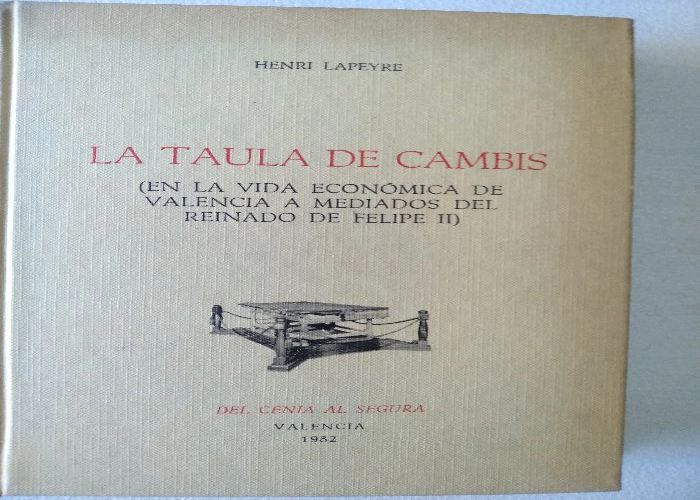 HENRI LAPEYRE
LA TAULA DE CAMBIS
(EN LA VIDA ECONÓMICA DE
VALENCIA A MEDIADOS DEL
REINADO DE FELIPE II)
DEL CENIA AL SEGURA
VALENCIA
1982